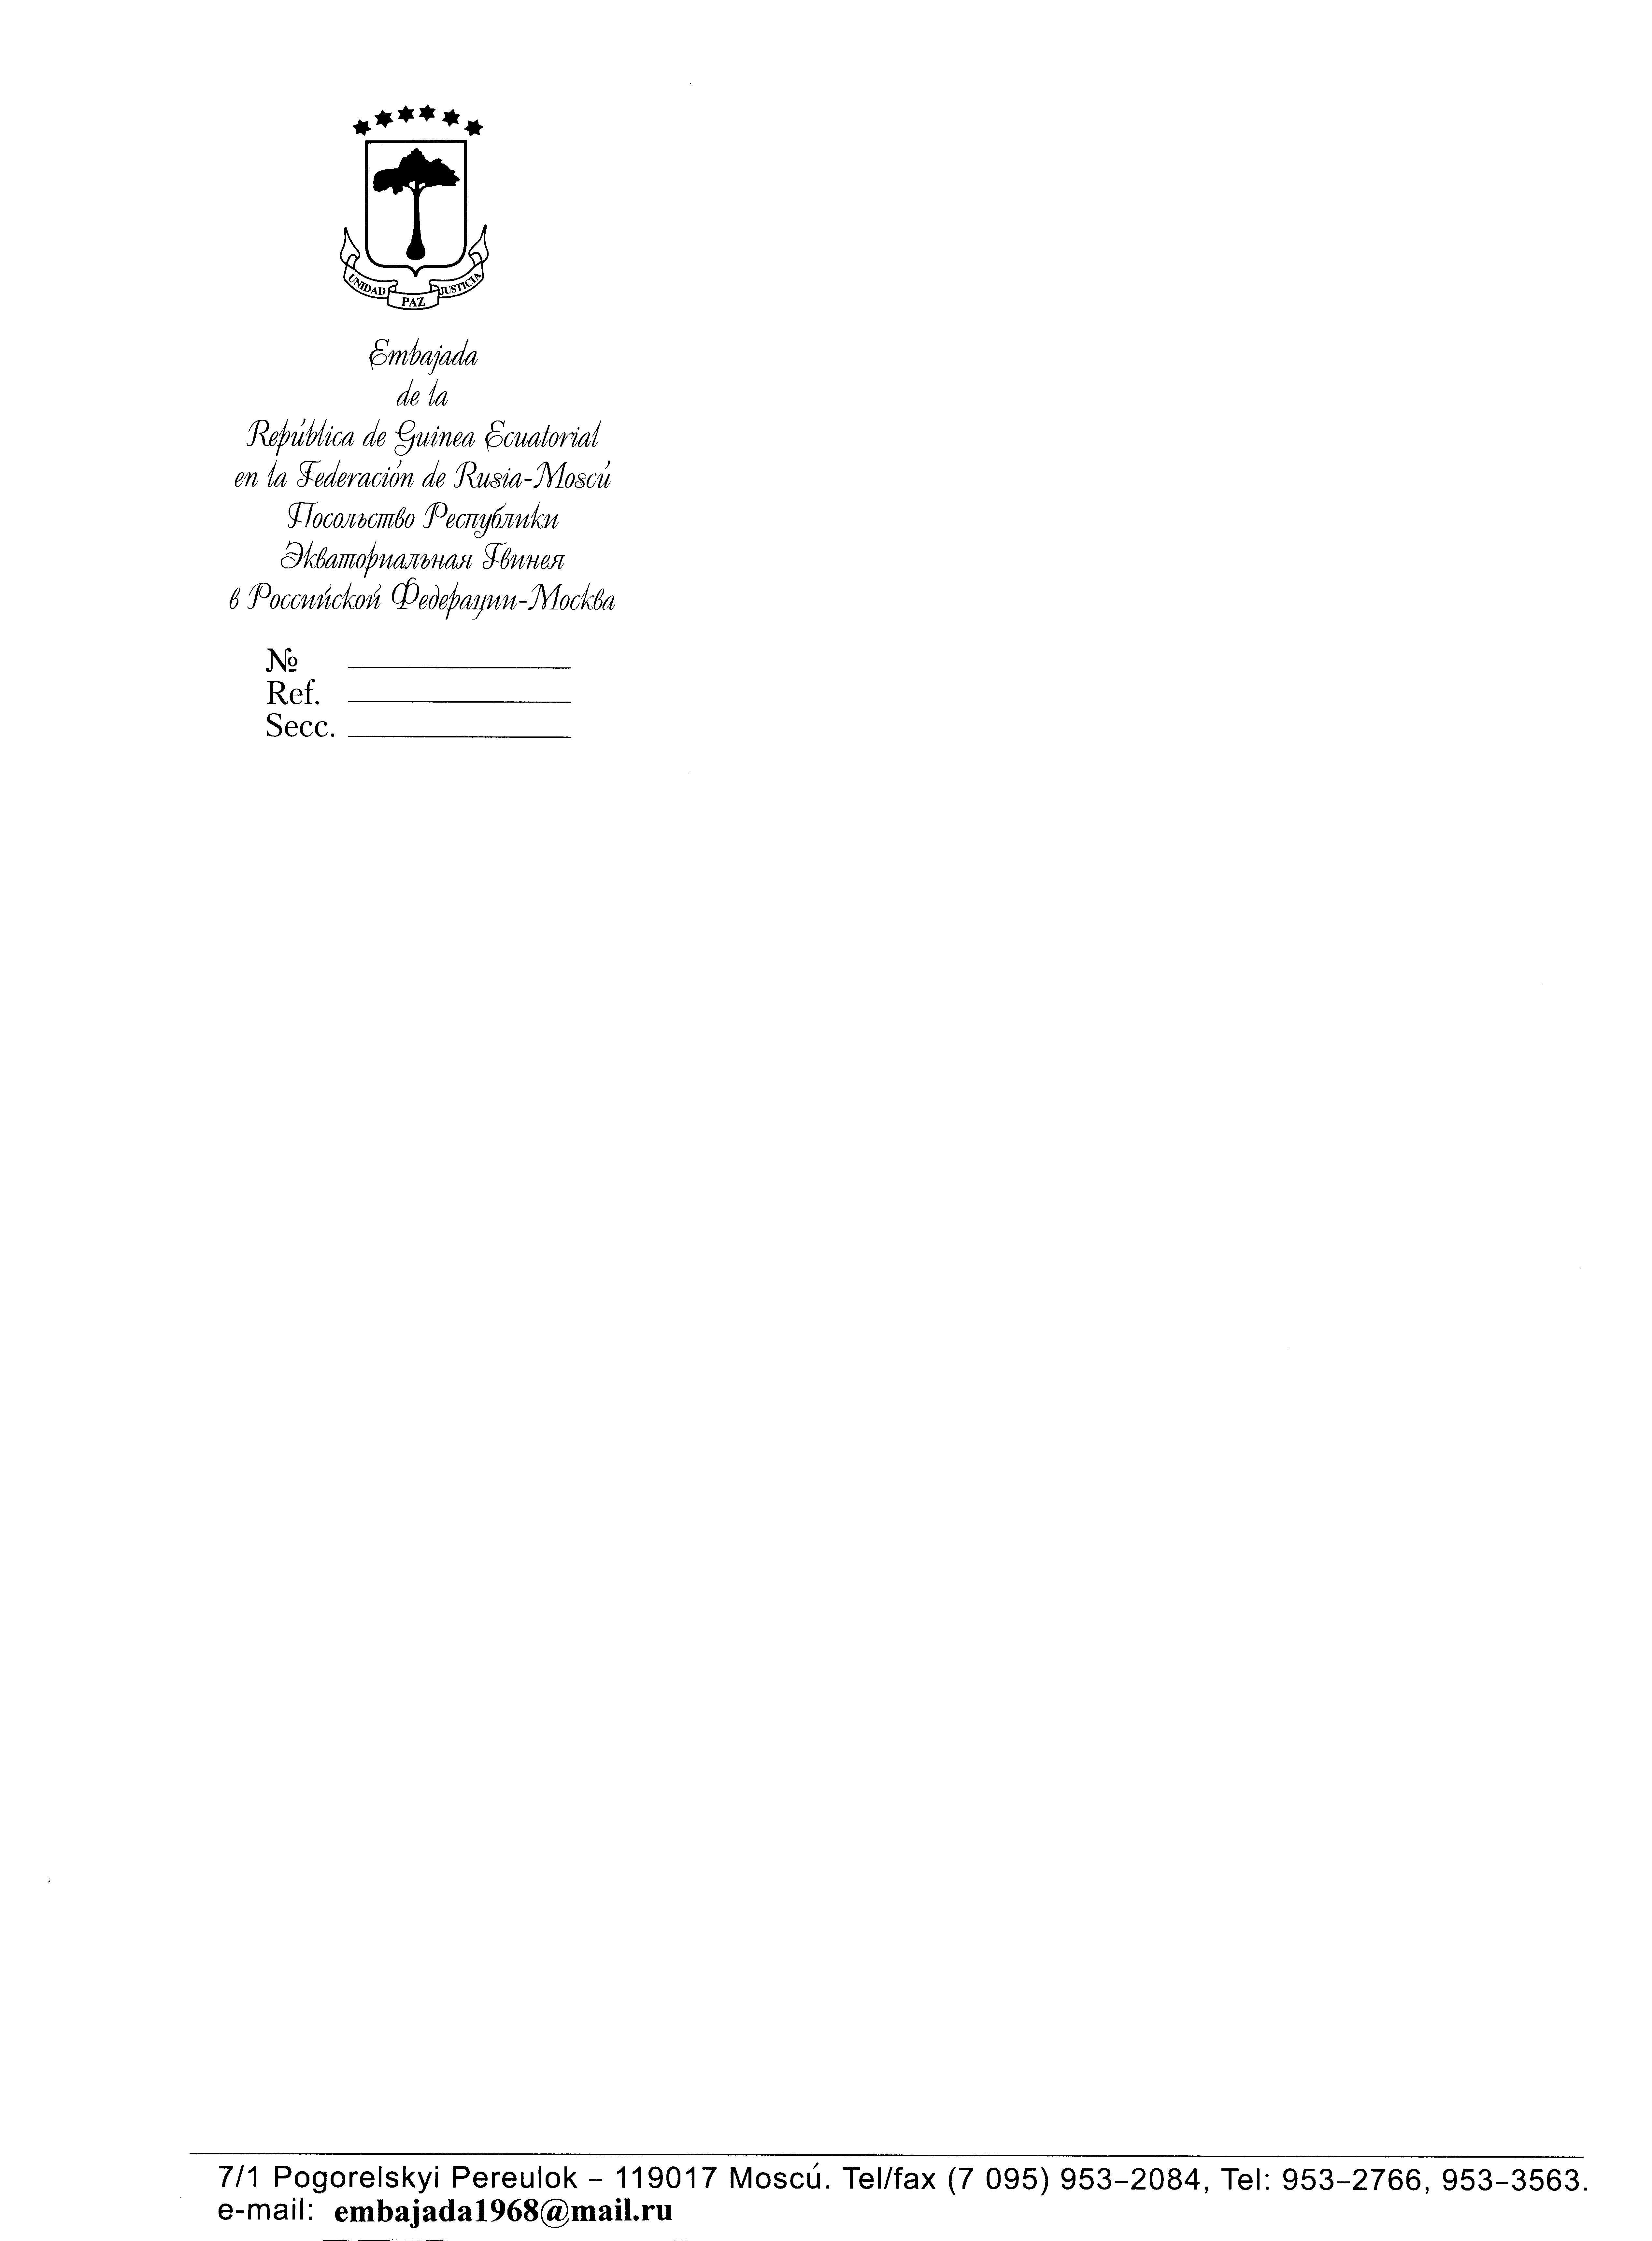 UNIDAD PAZ JUSTICIA
Embajada
de la
República de Guinea Ecuatorial
en la Federación de Rusia-Moscú
Посольство Республики
Экваториальная Гвинея
в Российской Федерации-Москва
№
Ref.
Secc.
7/1 Pogorelskyi Pereulok – 119017 Moscú. Tel/fax (7 095) 953–2084, Tel: 953–2766, 953–3563.
e-mail: embajada1968@mail.ru